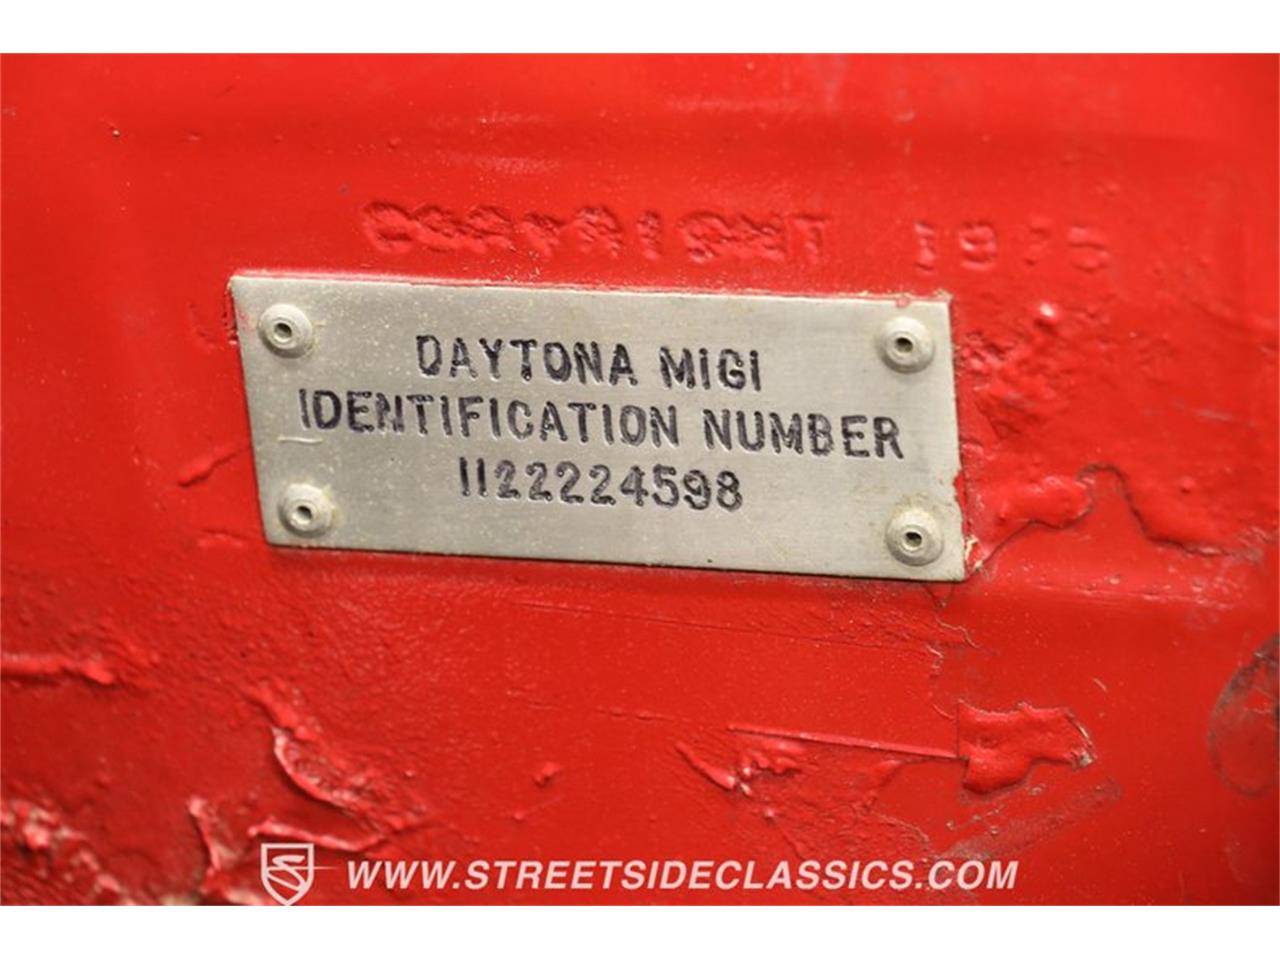 COPYRIGHT 1975
DAYTONA MIGI
IDENTIFICATION NUMBER
1122224598
WWW.STREETSIDECLASSICS.COM